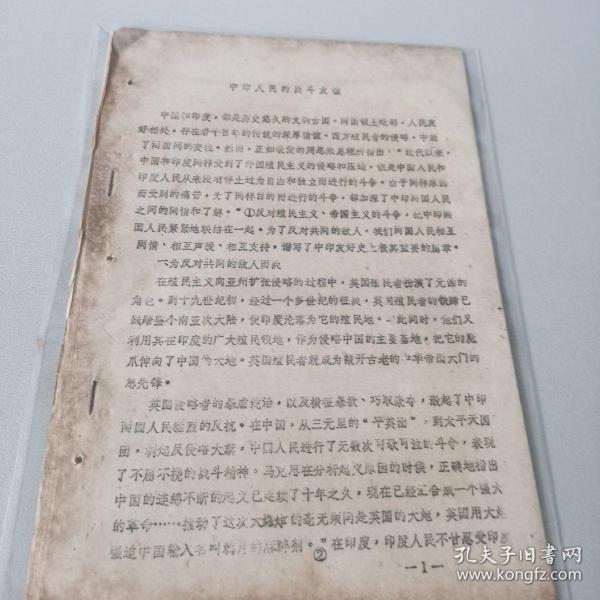 中印人民的战斗友谊
中国和印度，都是历史悠久的文明古国。两国领土毗邻，人民友
好相处，存在着千百年的传统的深厚情谊。西方殖民者的侵略，中断
了两国间的交往。然而，正如敬爱的周恩来总理所指出："近代以来，
中国和印度同样受到了外国殖民主义的侵略和压迫，但是中国人民和
印度人民从来没有停止过为自由和独立而进行的斗争。由于同样原因
而受到的痛苦，为了同样目的而进行的斗争，都加深了中印两国人民
之间的同情和了解。"①反对殖民主义、帝国主义的斗争，把中印两
国人民紧紧地联结在一起。为了反对共同的敌人，我们两国人民相互
同情、相互声援、相互支持，谱写了中印友好史上极其重要的篇章。
一、为反对共同的敌人而战
在殖民主义向亚州扩张侵略的过程中，英国殖民者扮演了元凶的
角色。到十九世纪初，经过一个多世纪的征战，英国殖民者的铁蹄已
践踏整个南亚次大陆，使印度沦落为它的殖民地。与此同时，他们又
利用其在印度的广大殖民领地，作为侵略中国的主要基地，把它的魔
爪伸向了中国的大地。英国殖民者就成为敲开古老的中华帝国大门的
急先锋。
英国侵略者的暴虐统治，以及横征暴敛、巧取豪夺，激起了中印
两国人民强烈的反抗。在中国，从三元里的"平英团"，到太平天国
团，树起反侵略大纛，中国人民进行了无数次可歌可泣的斗争，表现
了不屈不挠的战斗精神。马克思在分析起义原因的时候，正确地指出
中国的连绵不断的起义已延续了十年之久，现在已经汇合成一个强大
的革命……推动了这次大爆炸的毫无疑问是英国的大炮，英国用大炮
强迫中国输入名叫鸦片的麻醉剂。"②在印度，印度人民不甘忍受印
—1—
孔夫子旧书网
www.kongfz.com